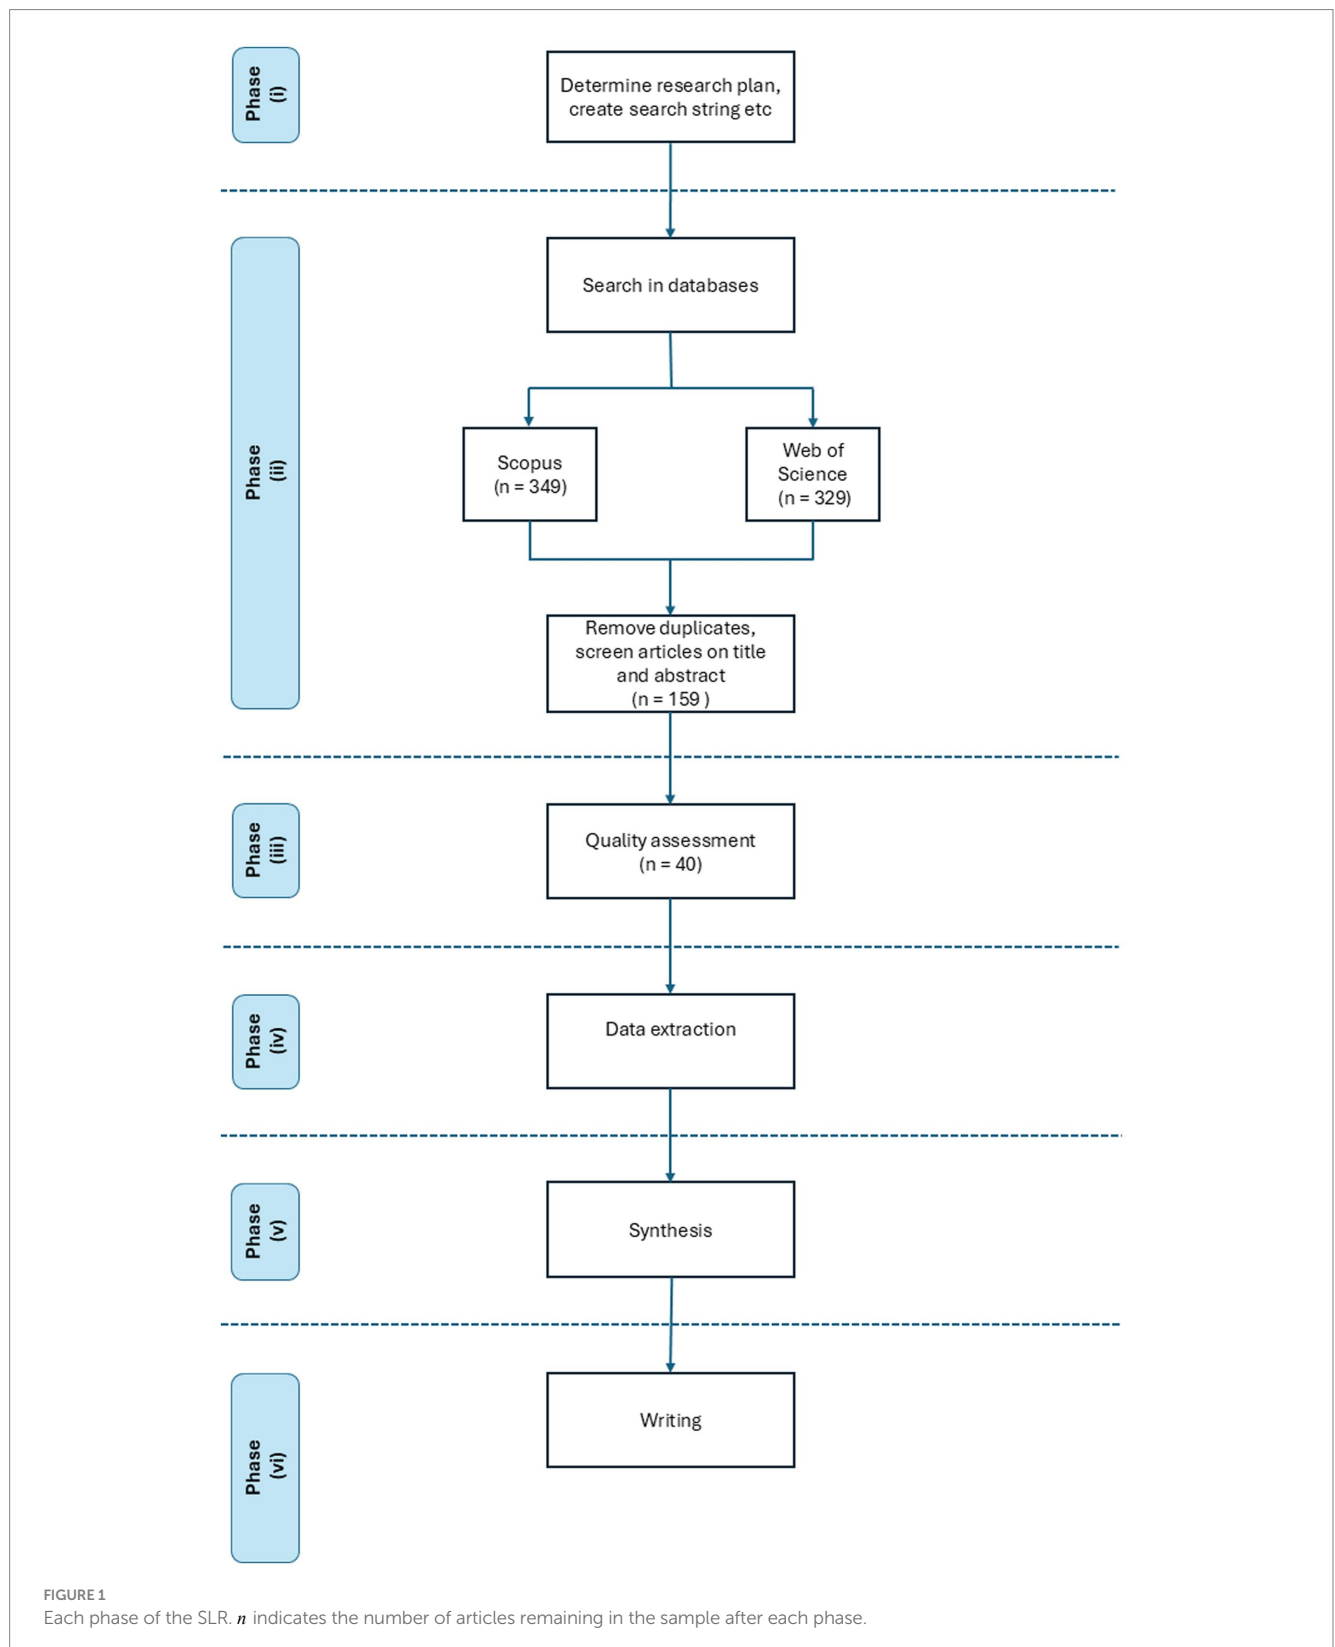 Phase
(i)
Determine research plan,
create search string etc
Phase
(ii)
Search in databases
Scopus
(n = 349)
Web of
Science
(n = 329)
Remove duplicates,
screen articles on title
and abstract
(n = 159 )
Phase
(iii)
Quality assessment
(n = 40)
Phase
(iv)
Data extraction
Phase
(v)
Synthesis
Phase
(vi)
Writing
FIGURE 1
Each phase of the SLR. n indicates the number of articles remaining in the sample after each phase.